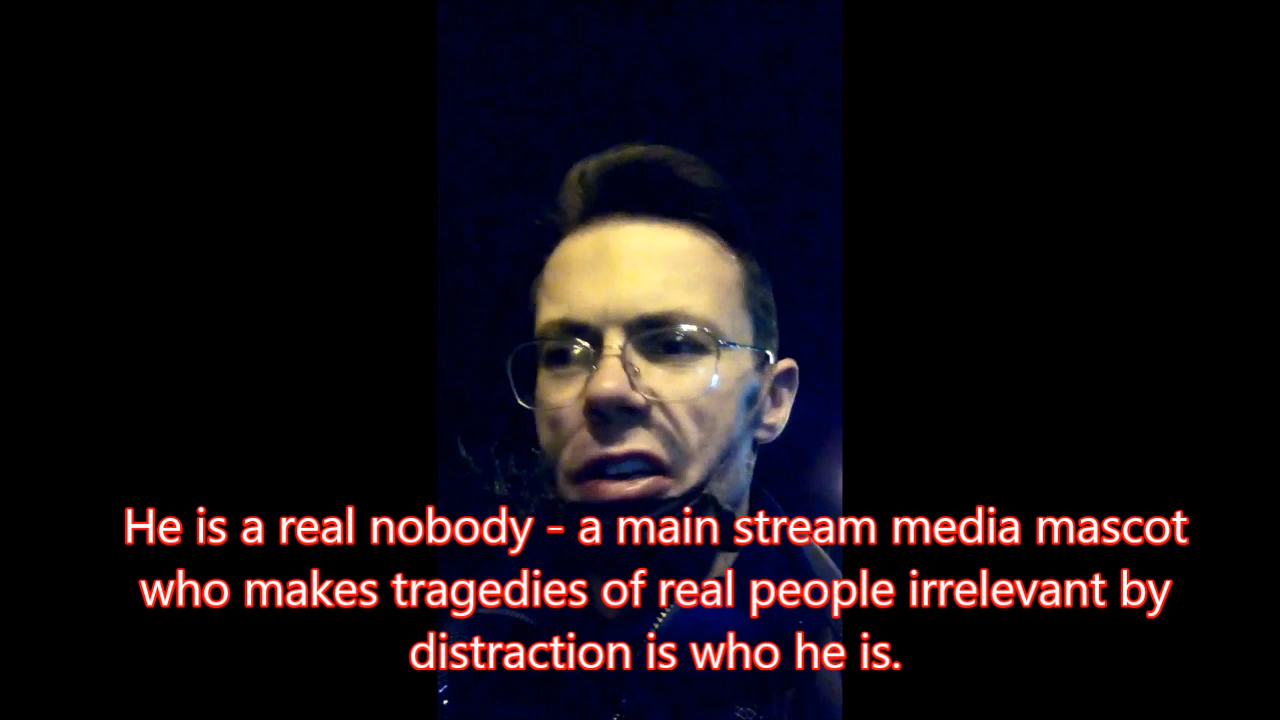 He is a real nobody - a main stream media mascot
who makes tragedies of real people irrelevant by
distraction is who he is.